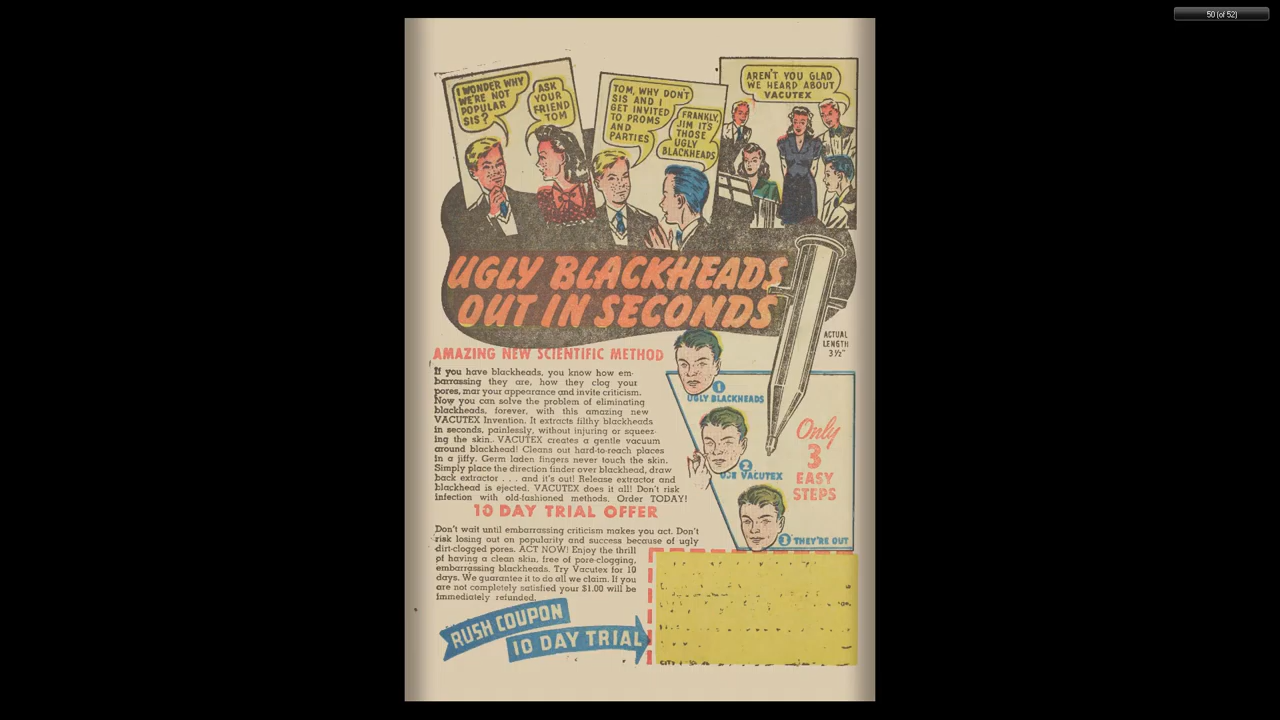 50 (of 52)
I WONDER WHY
WE'RE NOT
POPULAR
SIS?
ASK
YOUR
FRIEND
TOM
TOM, WHY DON'T
SIS AND I
GET INVITED
TO PROMS
AND
PARTIES
FRANKLY,
JIM IT'S
THOSE
UGLY
BLACKHEADS
AREN'T YOU GLAD
WE HEARD ABOUT
VACUTEX
UGLY BLACKHEADS
OUT IN SECONDS
ACTUAL
LENGTH
3½"
AMAZING NEW SCIENTIFIC METHOD
If you have blackheads, you know how em-
barrassing they are, how they clog your
pores, mar your appearance and invite criticism.
Now you can solve the problem of eliminating
blackheads, forever, with this amazing new
VACUTEX Invention. It extracts filthy blackheads
in seconds, painlessly, without injuring or squeez-
ing the skin. VACUTEX creates a gentle vacuum
around blackhead! Cleans out hard-to-reach places
in a jiffy. Germ laden fingers never touch the skin.
Simply place the direction finder over blackhead, draw
back extractor . . . and it's out! Release extractor and
blackhead is ejected. VACUTEX does it all! Don't risk
infection with old-fashioned methods. Order TODAY!
1
UGLY BLACKHEADS
2
USE VACUTEX
3 THEY'RE OUT
Only
3
EASY
STEPS
10 DAY TRIAL OFFER
Don't wait until embarrassing criticism makes you act. Don't
risk losing out on popularity and success because of ugly
dirt-clogged pores. ACT NOW! Enjoy the thrill
of having a clean skin, free of pore-clogging,
embarrassing blackheads. Try Vacutex for 10
days. We guarantee it to do all we claim. If you
are not completely satisfied your $1.00 will be
immediately refunded.
RUSH COUPON
10 DAY TRIAL